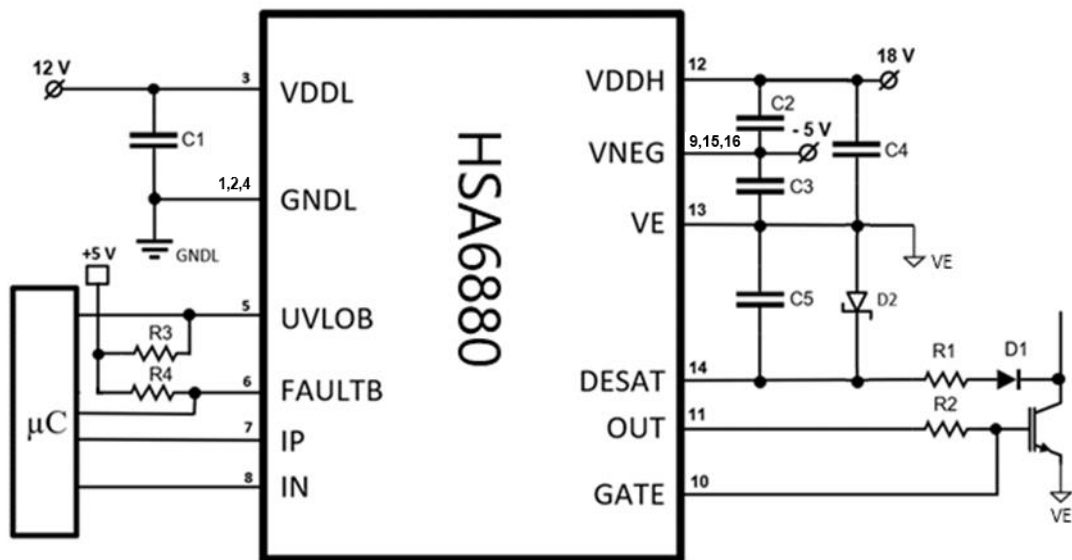 12 V
3
VDDL
C1
1,2,4
GNDL
GNDL
+5 V
5
UVLOB
R3
R4
6
FAULTB
µC
7
IP
8
IN
HSA6880
VDDH
12
18 V
C2
VNEG
9,15,16
- 5 V
C4
C3
VE
13
VE
C5
D2
DESAT
14
R1
D1
OUT
11
R2
GATE
10
VE